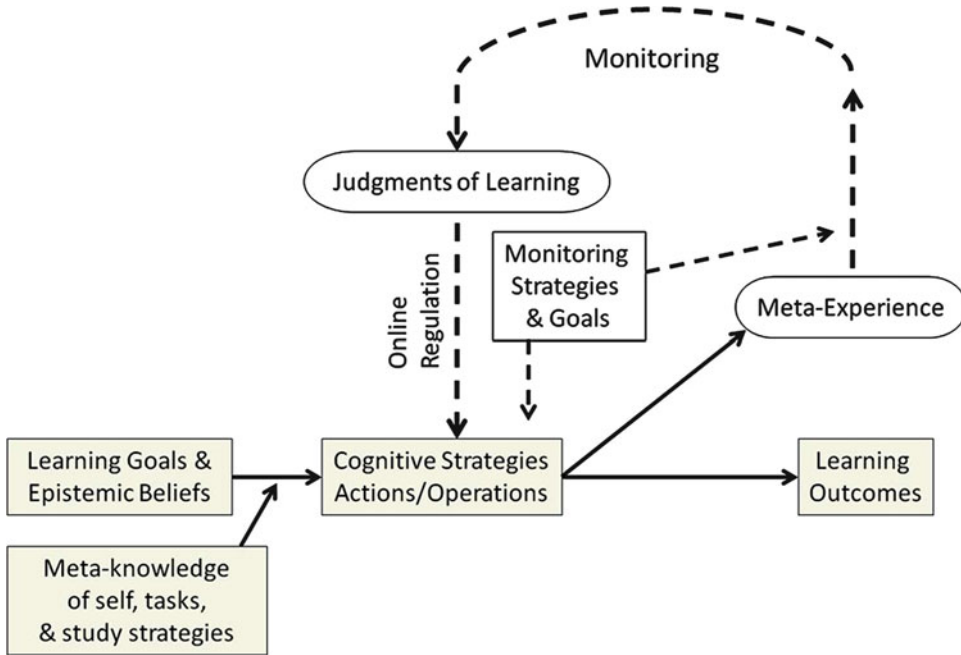 Monitoring
Judgments of Learning
Online
Regulation
Monitoring
Strategies
& Goals
Meta-Experience
Learning Goals &
Epistemic Beliefs
Cognitive Strategies
Actions/Operations
Learning
Outcomes
Meta-knowledge
of self, tasks,
& study strategies